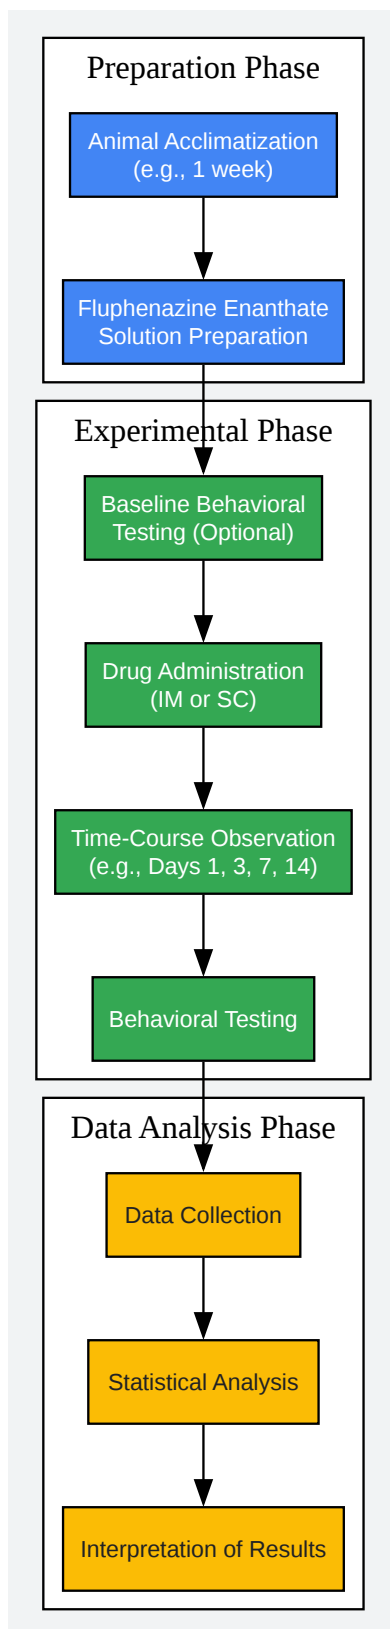 Preparation Phase
Animal Acclimatization
(e.g., 1 week)
Fluphenazine Enanthate
Solution Preparation
Experimental Phase
Baseline Behavioral
Testing (Optional)
Drug Administration
(IM or SC)
Time-Course Observation
(e.g., Days 1, 3, 7, 14)
Behavioral Testing
Data Analysis Phase
Data Collection
Statistical Analysis
Interpretation of Results